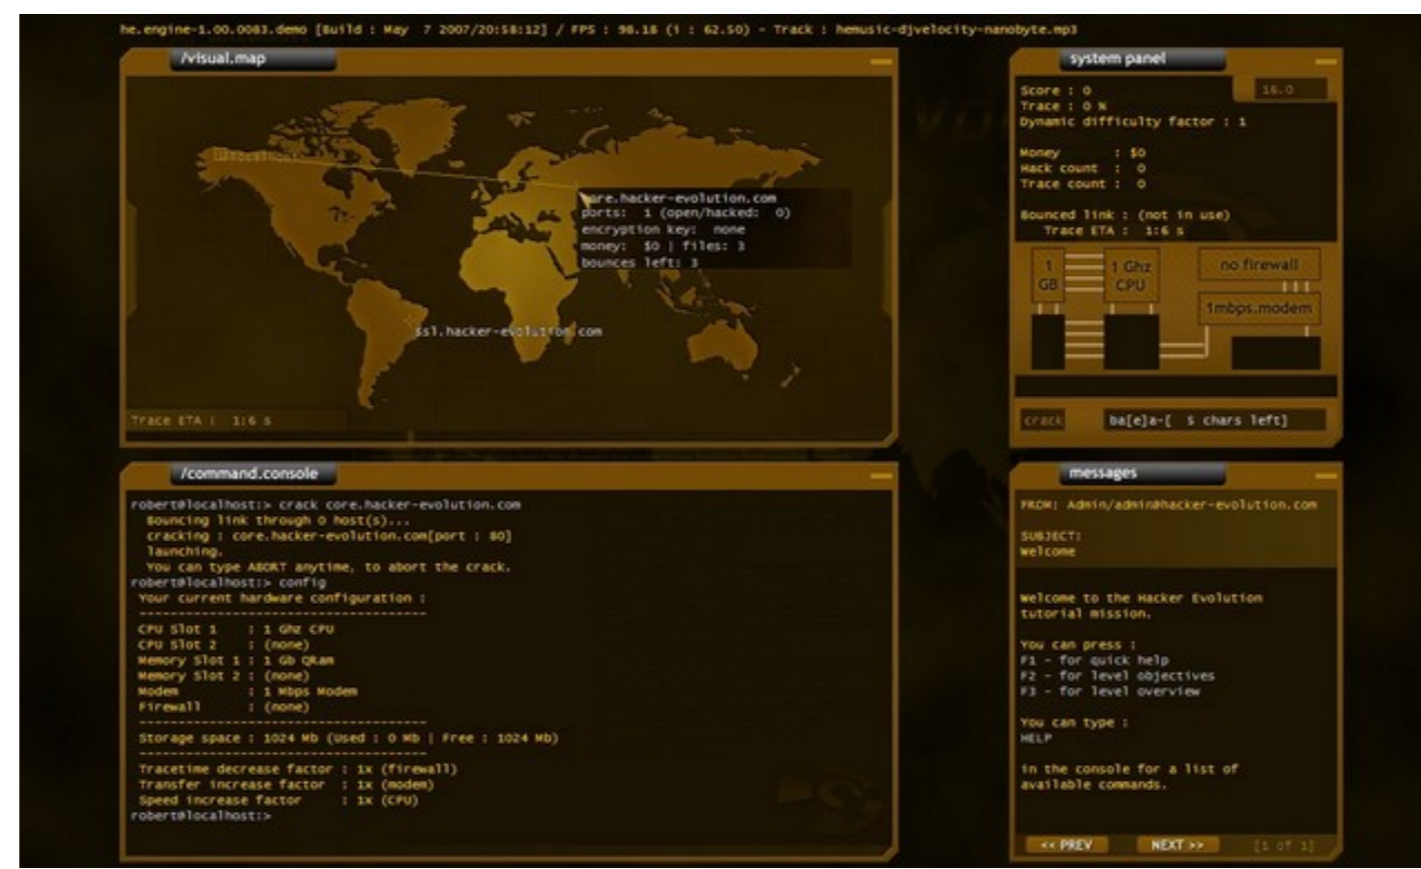 he.engine-1.00.0083.demo [Build : May 7 2007/20:58:12] / FPS : 98.18 (i : 62.50) - Track : hemusic-djvelocity-nanobyte.mp3
/visual.map
localhost
core.hacker-evolution.com
ports: 1 (open/hacked: 0)
encryption key: none
money: $0 | files: 3
bounces left: 3
ssl.hacker-evolution.com
Trace ETA : 1:6 s
system panel
16.0
Score : 0
Trace : 0 %
Dynamic difficulty factor : 1
Money : $0
Hack count : 0
Trace count : 0
Bounced link : (not in use)
Trace ETA : 1:6 s
1 GB
1 Ghz CPU
no firewall
1mbps.modem
crack
ba[e]a-[ 5 chars left]
/command.console
robert@localhost:> crack core.hacker-evolution.com
Bouncing link through 0 host(s)...
cracking : core.hacker-evolution.com[port : 80]
launching.
You can type ABORT anytime, to abort the crack.
robert@localhost:> config
Your current hardware configuration :
------------------------------------
CPU Slot 1 : 1 Ghz CPU
CPU Slot 2 : (none)
Memory Slot 1 : 1 Gb QRam
Memory Slot 2 : (none)
Modem : 1 Mbps Modem
Firewall : (none)
------------------------------------
Storage space : 1024 Mb (Used : 0 Mb | Free : 1024 Mb)
------------------------------------
Tracetime decrease factor : 1x (firewall)
Transfer increase factor : 1x (modem)
Speed increase factor : 1x (CPU)
robert@localhost:>
messages
FROM: Admin/admin@hacker-evolution.com
SUBJECT:
Welcome
Welcome to the Hacker Evolution
tutorial mission.
You can press :
F1 - for quick help
F2 - for level objectives
F3 - for level overview
You can type :
HELP
in the console for a list of
available commands.
<< PREV
NEXT >>
[1 of 1]